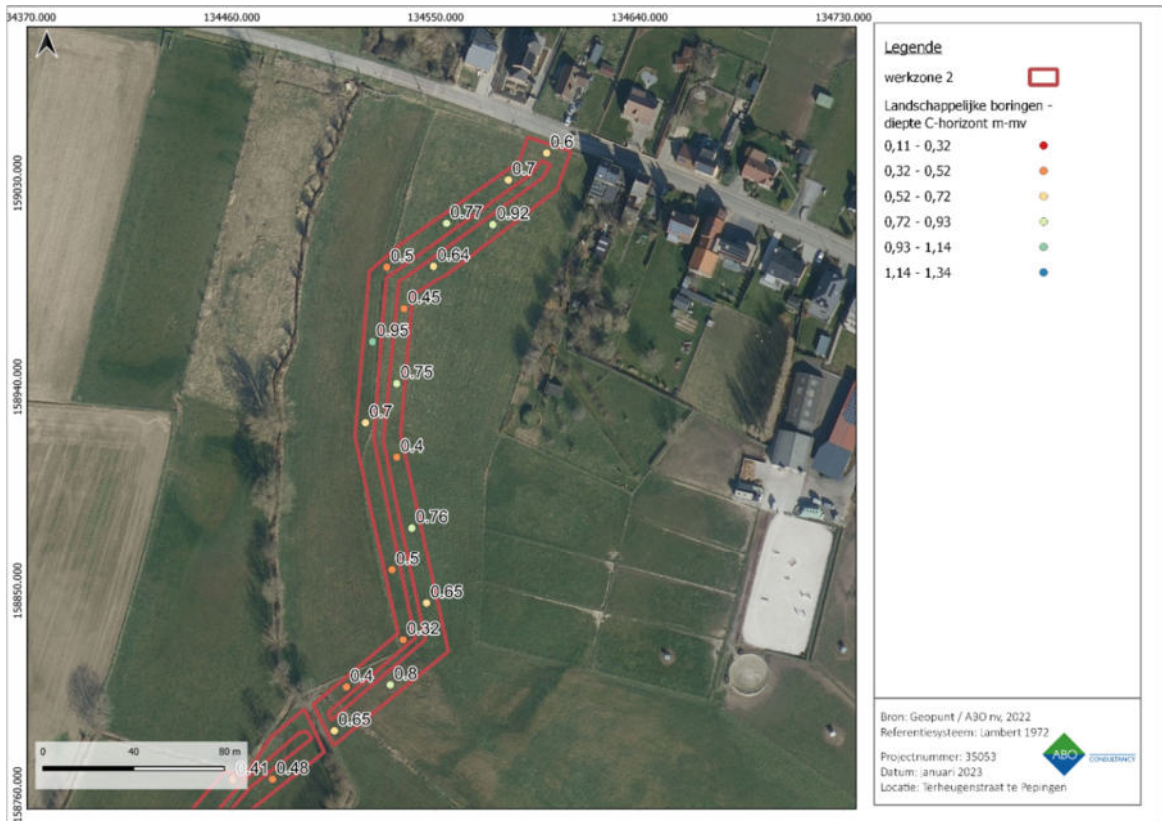 34370.000
134460.000
134550.000
134640.000
134730.000
159030.000
158940.000
158850.000
158760.000
0.6
0.7
0.77
0.92
0.5
0.64
0.45
0.95
0.75
0.7
0.4
0.76
0.5
0.65
0.32
0.4
0.8
0.65
0.41
0.48
0
80 m
Legende
werkzone 2
Landschappelijke boringen -
diepte C-horizont m-mv
0,11 - 0,32
0,32 - 0,52
0,52 - 0,72
0,72 - 0,93
0,93 - 1,14
1,14 - 1,34
Bron: Geopunt / ABO nv, 2022
Referentiesysteem: Lambert 1972
Projectnummer: 35053
Datum: januari 2023
Locatie: Terheugenstraat te Pepingen
ABO
CONSULTANCY